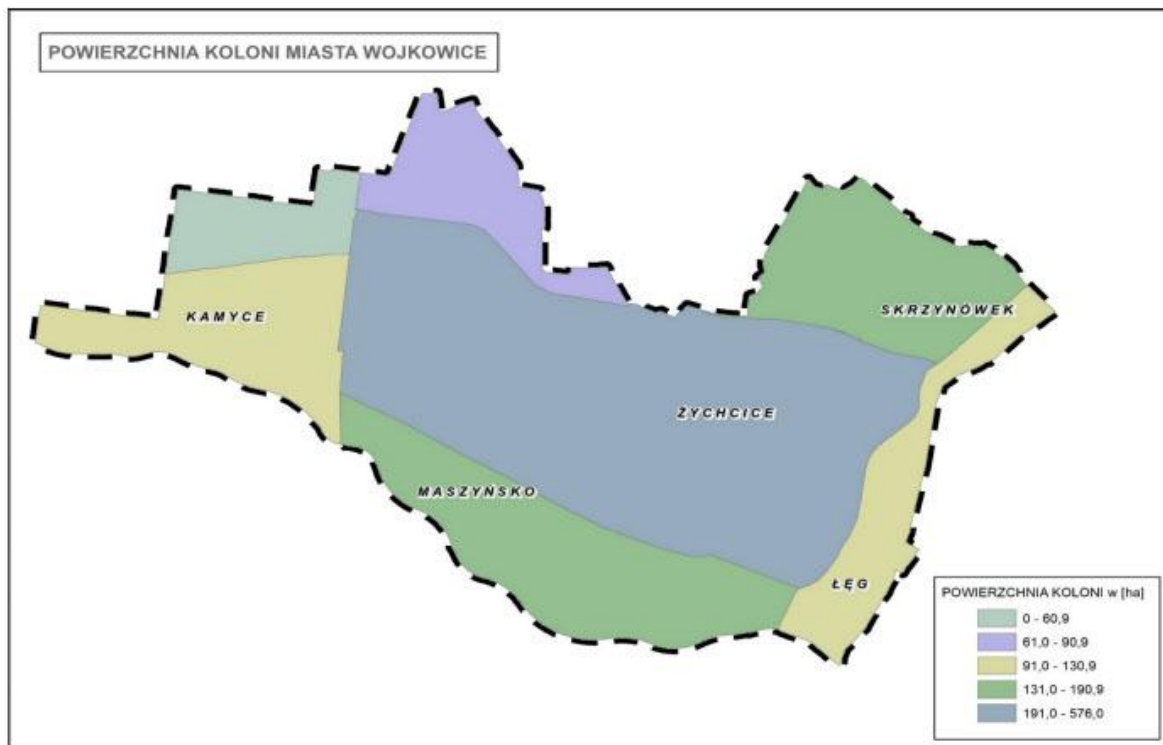 POWIERZCHNIA KOLONI MIASTA WOJKOWICE
KAMYCE
SKRZYNÓWEK
ŻYCHCICE
MASZYŃSKO
ŁĘG
POWIERZCHNIA KOLONI w [ha]
0 - 60,9
61,0 - 90,9
91,0 - 130,9
131,0 - 190,9
191,0 - 576,0